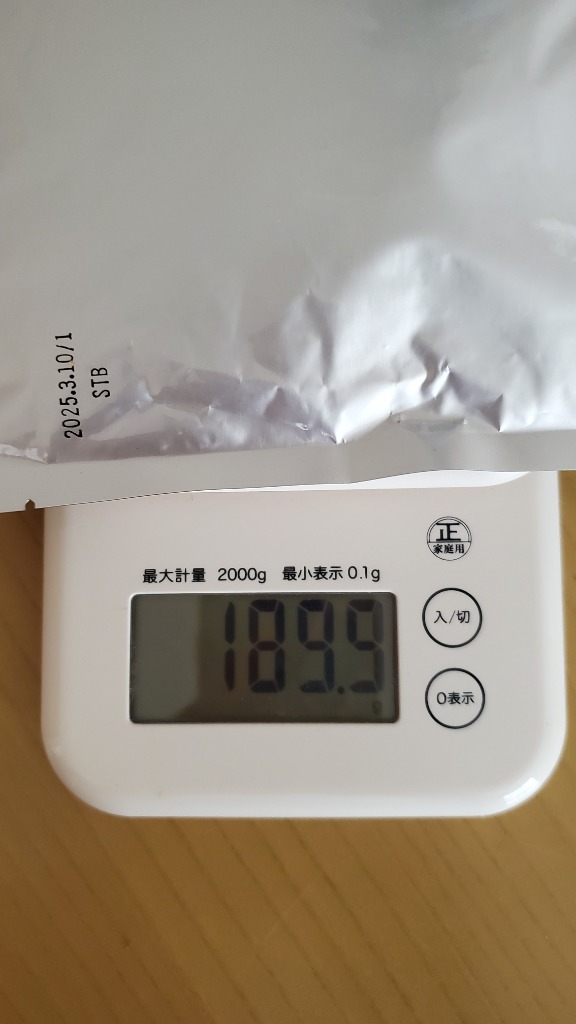 2025.3.10/1
STB
正
家庭用
最大計量 2000g 最小表示 0.1g
189.9
g
入/切
0表示